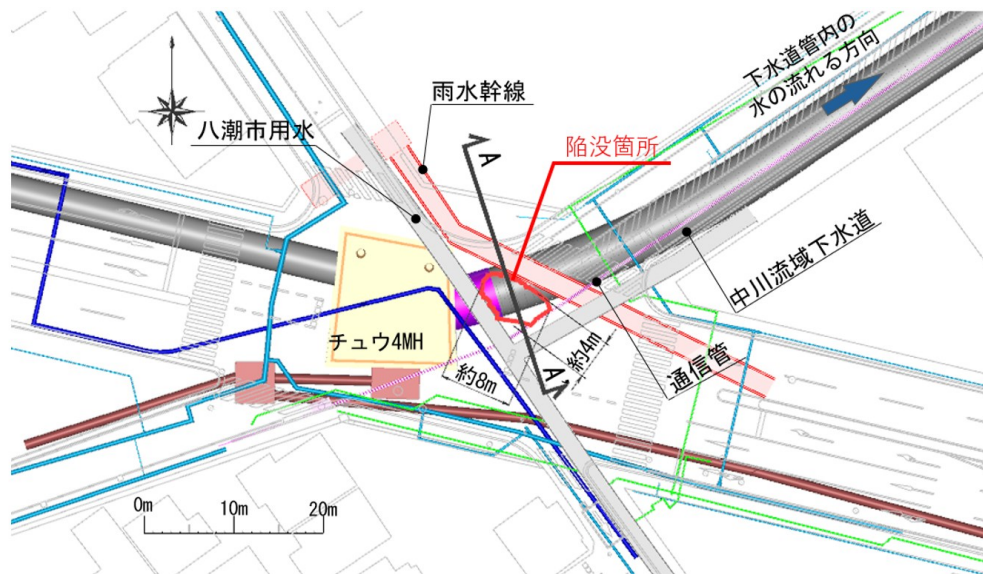 下水道管内の
水の流れる方向
雨水幹線
八潮市用水
A
陥没箇所
中川流域下水道
チュウ4MH
約8m
約4m
A
通信管
0m
10m
20m